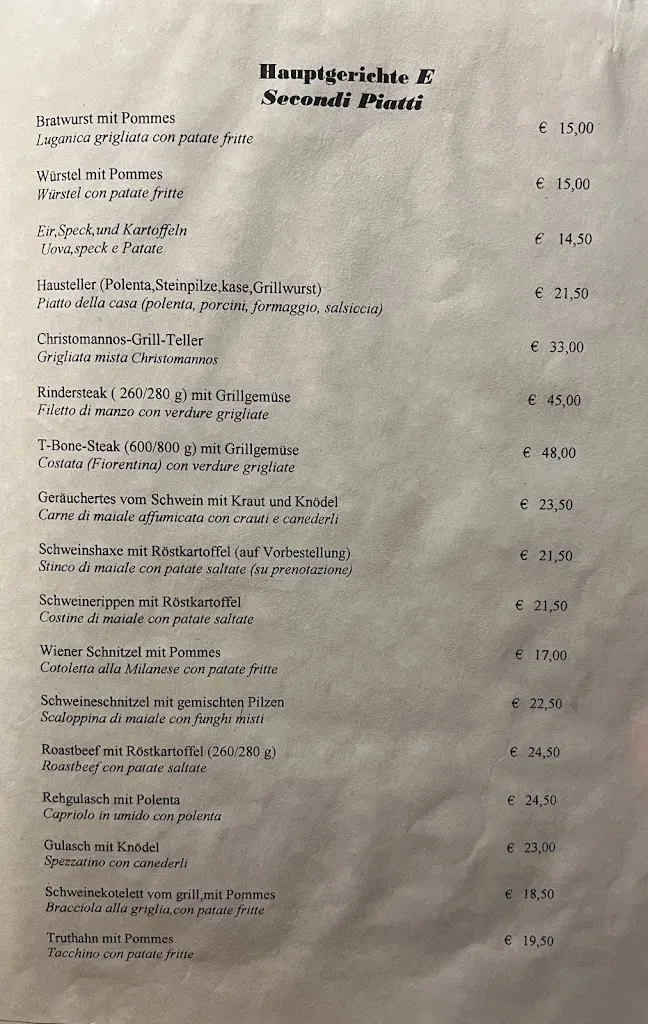 Hauptgerichte E
Secondi Piatti
Bratwurst mit Pommes
Luganica grigliata con patate fritte
€ 15,00
Würstel mit Pommes
Würstel con patate fritte
€ 15,00
Eir,Speck,und Kartoffeln
Uova,speck e Patate
€ 14,50
Hausteller (Polenta,Steinpilze,kase,Grillwurst)
Piatto della casa (polenta, porcini, formaggio, salsiccia)
€ 21,50
Christomannos-Grill-Teller
Grigliata mista Christomannos
€ 33,00
Rindersteak ( 260/280 g) mit Grillgemüse
Filetto di manzo con verdure grigliate
€ 45,00
T-Bone-Steak (600/800 g) mit Grillgemüse
Costata (Fiorentina) con verdure grigliate
€ 48,00
Geräuchertes vom Schwein mit Kraut und Knödel
Carne di maiale affumicata con crauti e canederli
€ 23,50
Schweinshaxe mit Röstkartoffel (auf Vorbestellung)
Stinco di maiale con patate saltate (su prenotazione)
€ 21,50
Schweinerippen mit Röstkartoffel
Costine di maiale con patate saltate
€ 21,50
Wiener Schnitzel mit Pommes
Cotoletta alla Milanese con patate fritte
€ 17,00
Schweineschnitzel mit gemischten Pilzen
Scaloppina di maiale con funghi misti
€ 22,50
Roastbeef mit Röstkartoffel (260/280 g)
Roastbeef con patate saltate
€ 24,50
Rehgulasch mit Polenta
Capriolo in umido con polenta
€ 24,50
Gulasch mit Knödel
Spezzatino con canederli
€ 23,00
Schweinekotelett vom grill,mit Pommes
Bracciola alla griglia,con patate fritte
€ 18,50
Truthahn mit Pommes
Tacchino con patate fritte
€ 19,50